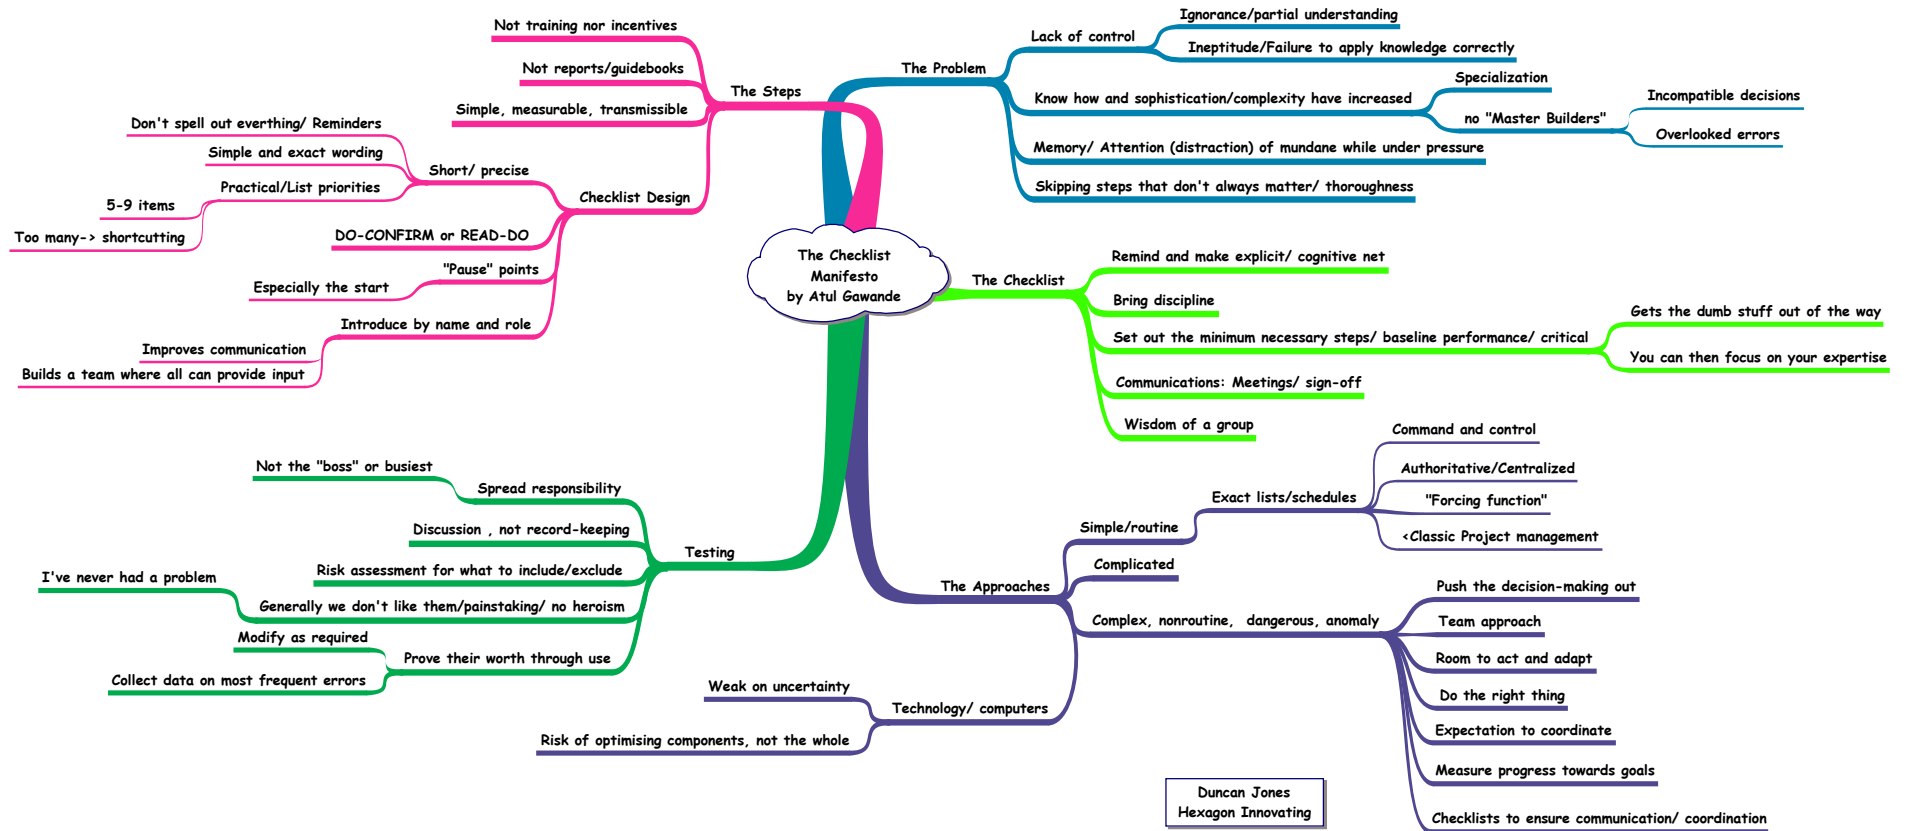 The Checklist
Manifesto
by Atul Gawande
The Problem
Lack of control
Ignorance/partial understanding
Ineptitude/Failure to apply knowledge correctly
Know how and sophistication/complexity have increased
Specialization
no "Master Builders"
Incompatible decisions
Overlooked errors
Memory/ Attention (distraction) of mundane while under pressure
Skipping steps that don't always matter/ thoroughness
The Checklist
Remind and make explicit/ cognitive net
Bring discipline
Set out the minimum necessary steps/ baseline performance/ critical
Gets the dumb stuff out of the way
You can then focus on your expertise
Communications: Meetings/ sign-off
Wisdom of a group
The Approaches
Simple/routine
Exact lists/schedules
Command and control
Authoritative/Centralized
"Forcing function"
<Classic Project management
Complicated
Complex, nonroutine,  dangerous, anomaly
Push the decision-making out
Team approach
Room to act and adapt
Do the right thing
Expectation to coordinate
Measure progress towards goals
Checklists to ensure communication/ coordination
Technology/ computers
Weak on uncertainty
Risk of optimising components, not the whole
Testing
Spread responsibility
Not the "boss" or busiest
Discussion , not record-keeping
Risk assessment for what to include/exclude
Generally we don't like them/painstaking/ no heroism
I've never had a problem
Prove their worth through use
Modify as required
Collect data on most frequent errors
The Steps
Not training nor incentives
Not reports/guidebooks
Simple, measurable, transmissible
Checklist Design
Short/ precise
Don't spell out everthing/ Reminders
Simple and exact wording
Practical/List priorities
5-9 items
Too many-> shortcutting
DO-CONFIRM or READ-DO
"Pause" points
Especially the start
Introduce by name and role
Improves communication
Builds a team where all can provide input
Duncan Jones
Hexagon Innovating